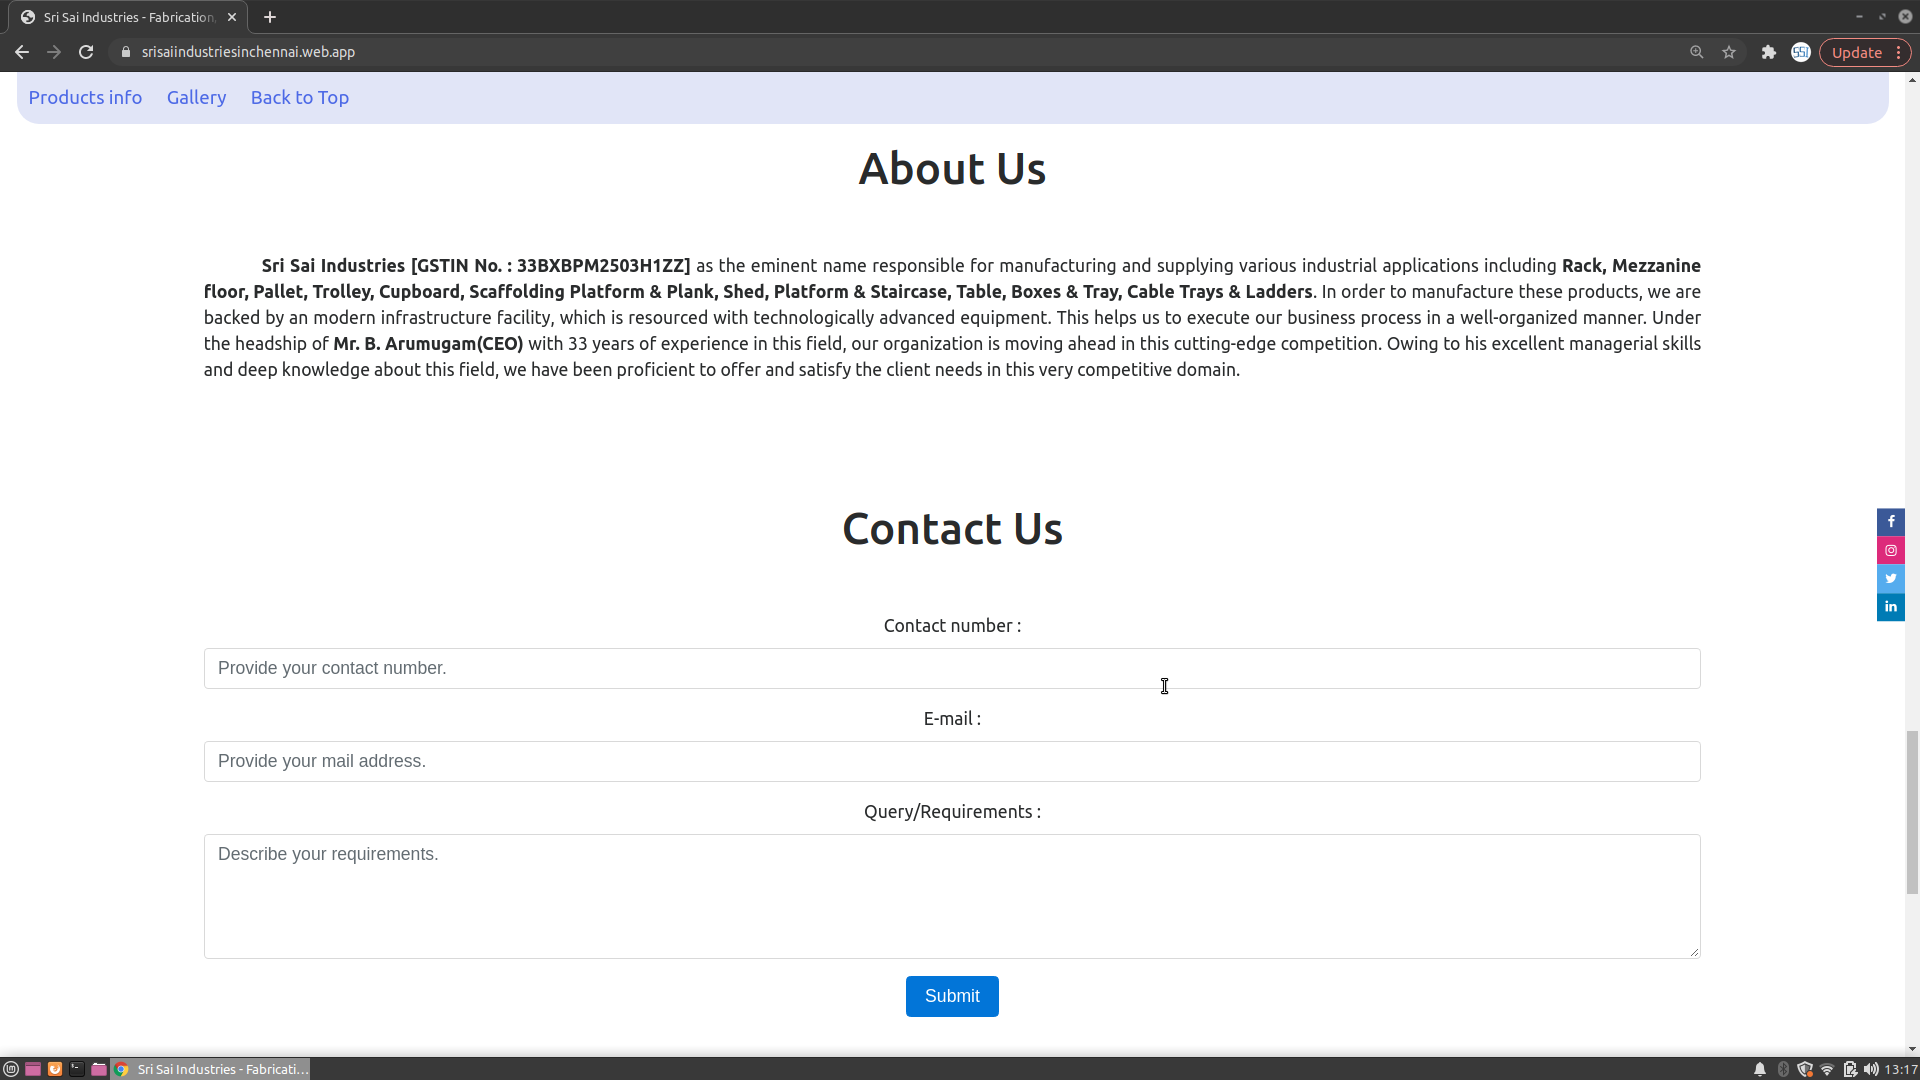 Sri Sai Industries - Fabrication,
srisaiindustriesinchennai.web.app
SSI
Update
Products info Gallery Back to Top
About Us
Sri Sai Industries [GSTIN No. : 33BXBPM2503H1ZZ] as the eminent name responsible for manufacturing and supplying various industrial applications including Rack, Mezzanine
floor, Pallet, Trolley, Cupboard, Scaffolding Platform & Plank, Shed, Platform & Staircase, Table, Boxes & Tray, Cable Trays & Ladders. In order to manufacture these products, we are
backed by an modern infrastructure facility, which is resourced with technologically advanced equipment. This helps us to execute our business process in a well-organized manner. Under
the headship of Mr. B. Arumugam(CEO) with 33 years of experience in this field, our organization is moving ahead in this cutting-edge competition. Owing to his excellent managerial skills
and deep knowledge about this field, we have been proficient to offer and satisfy the client needs in this very competitive domain.
Contact Us
Contact number :
Provide your contact number.
E-mail :
Provide your mail address.
Query/Requirements :
Describe your requirements.
Submit
Sri Sai Industries - Fabricati...
13:17